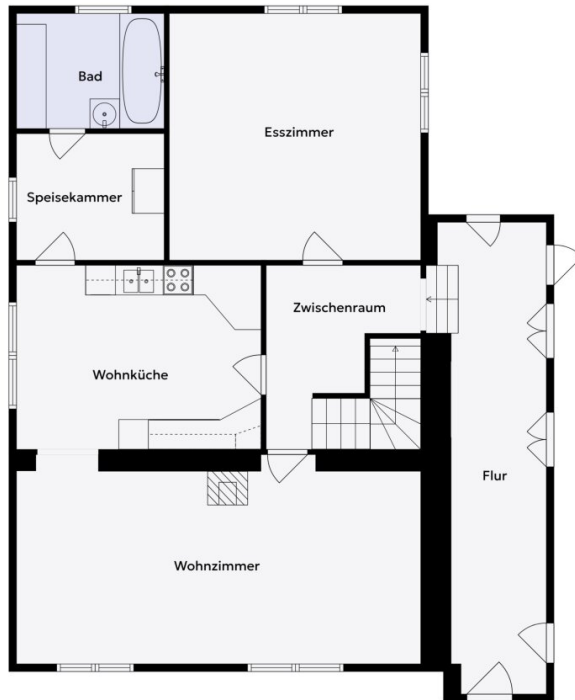 Bad
Esszimmer
Speisekammer
Zwischenraum
Wohnküche
Flur
Wohnzimmer